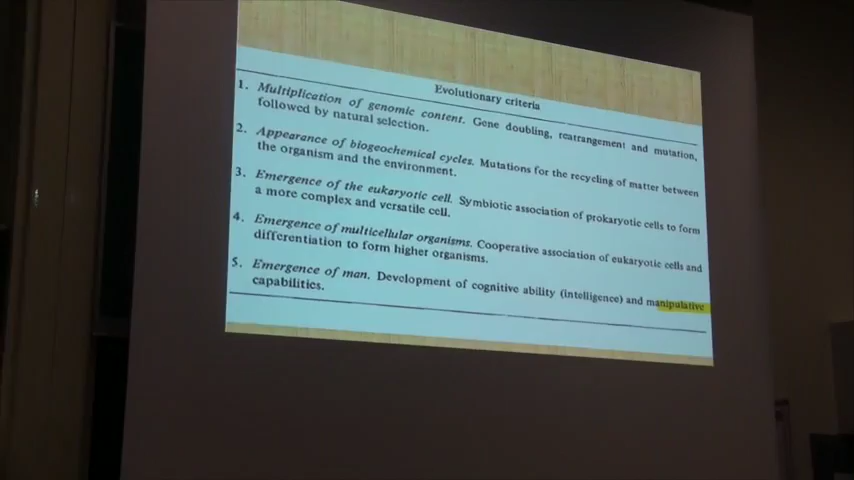 Evolutionary criteria
1. Multiplication of genomic content. Gene doubling, rearrangement and mutation,
followed by natural selection.
2. Appearance of biogeochemical cycles. Mutations for the recycling of matter between
the organism and the environment.
3. Emergence of the eukaryotic cell. Symbiotic association of prokaryotic cells to form
a more complex and versatile cell.
4. Emergence of multicellular organisms. Cooperative association of eukaryotic cells and
differentiation to form higher organisms.
5. Emergence of man. Development of cognitive ability (intelligence) and manipulative
capabilities.